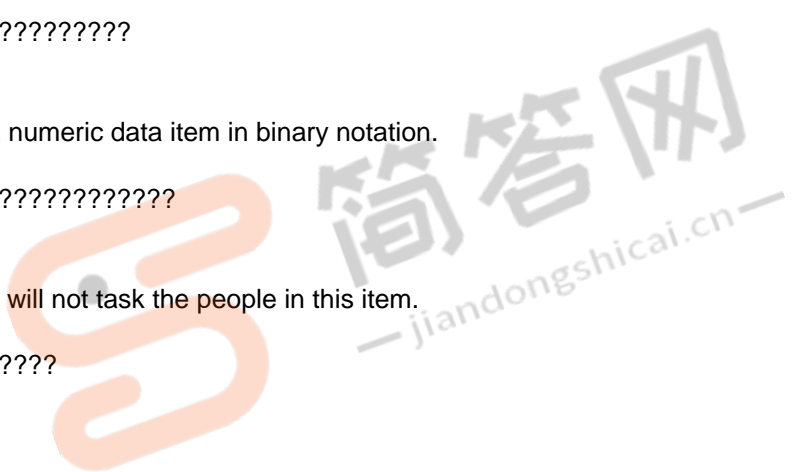 ?????????
numeric data item in binary notation.
????????????
will not task the people in this item.
????
简答网
jiandongshicai.cn